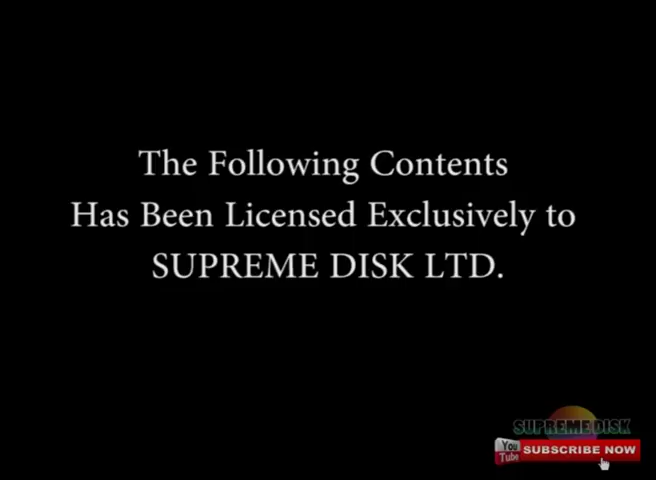 The Following Contents
Has Been Licensed Exclusively to
SUPREME DISK LTD.
SUPREME DISK
You
Tube
SUBSCRIBE NOW